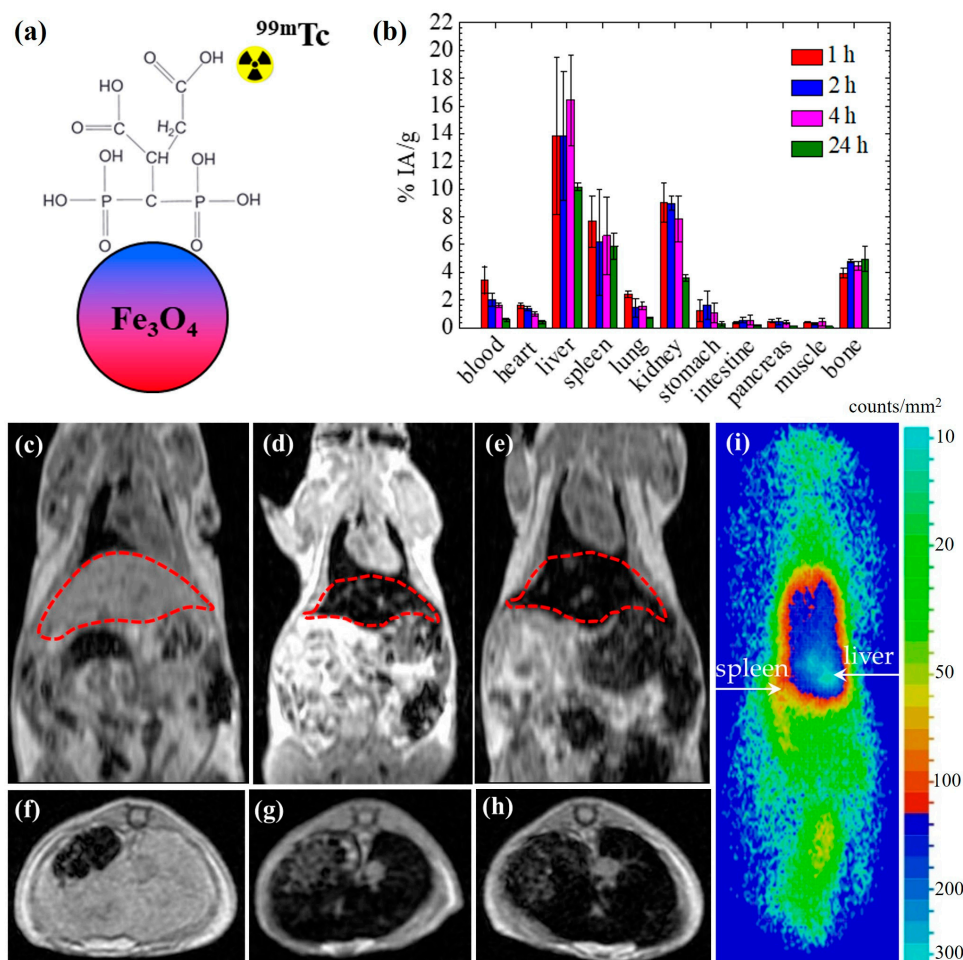 (a)
⁹⁹ᵐTc
O
OH
HO
C
C
H₂C
O
OH
CH
OH
HO
P
C
P
OH
O
O
Fe₃O₄
(b)
22
20
18
16
14
12
10
8
6
4
2
0
% IA/g
1 h
2 h
4 h
24 h
blood
heart
liver
spleen
lung
kidney
stomach
intestine
pancreas
muscle
bone
(c)
(d)
(e)
(f)
(g)
(h)
counts/mm²
(i)
10
20
50
100
200
300
spleen
liver